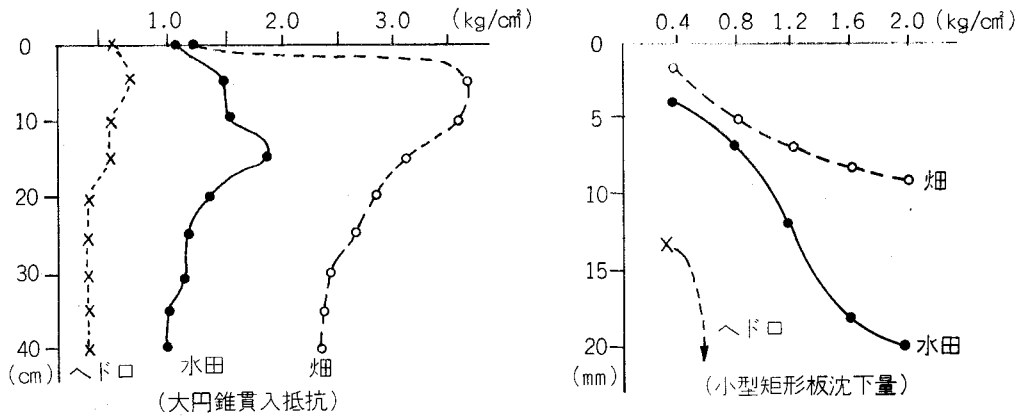 1.0 2.0 3.0 (kg/cm²)
0
10
20
30
40
(cm)
ヘドロ 水田 畑
(大円錐貫入抵抗)
0.4 0.8 1.2 1.6 2.0 (kg/cm²)
0
5
10
15
20
(mm)
畑
ヘドロ
水田
(小型矩形板沈下量)